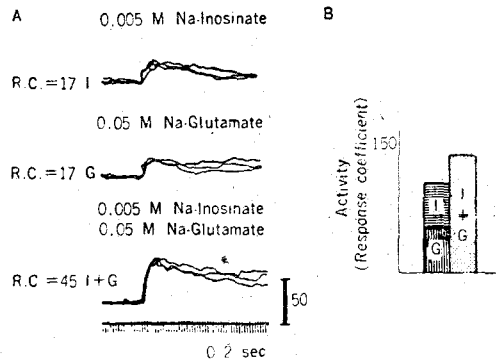 A
0.005 M Na-Inosinate
R.C.=17 I
0.05 M Na-Glutamate
R.C.=17 G
0.005 M Na-Inosinate
0.05 M Na-Glutamate
R.C=45 I+G
50
0.2 sec
B
150
Activity
(Response coefficient)
I
G
I
+
G